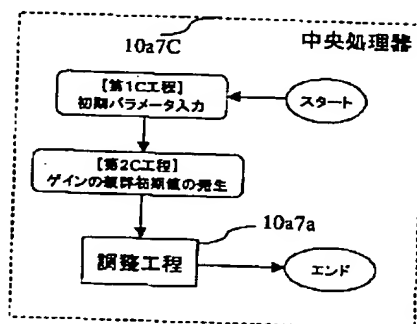 10a7C
中央処理器
【第1C工程】
初期パラメータ入力
スタート
【第2C工程】
ゲインの親群初期値の発生
10a7a
調整工程
エンド